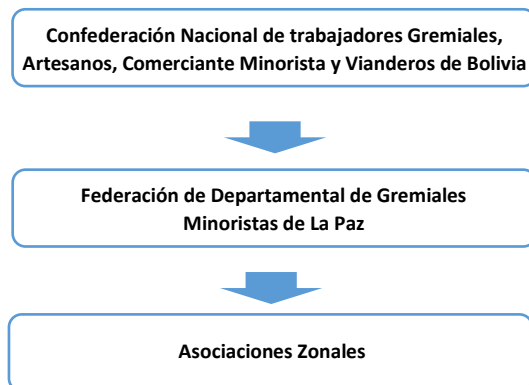 Confederación Nacional de trabajadores Gremiales,
Artesanos, Comerciante Minorista y Vianderos de Bolivia
Federación de Departamental de Gremiales
Minoristas de La Paz
Asociaciones Zonales